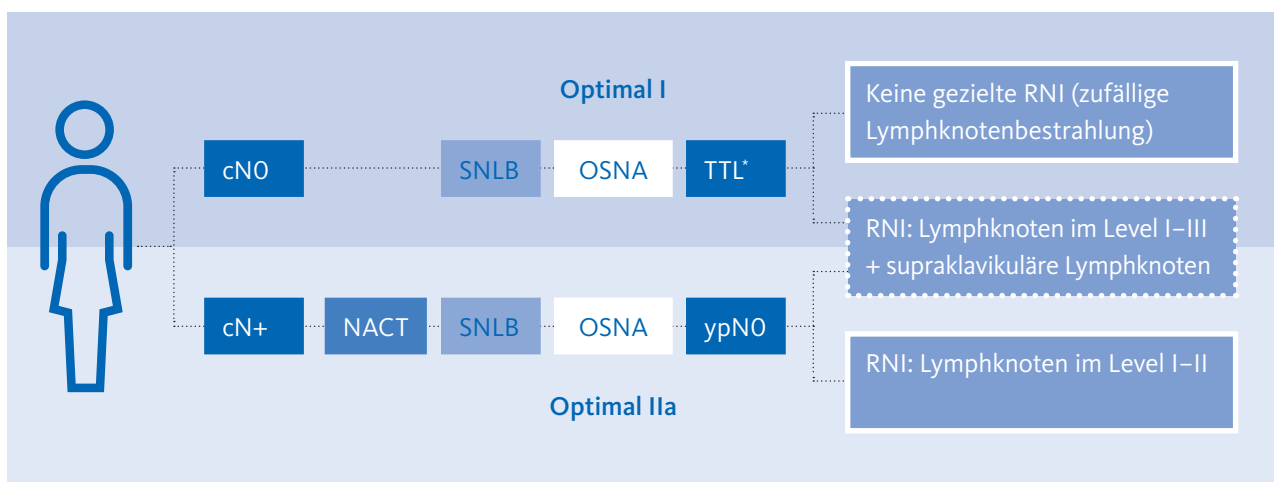 Optimal I
cN0
SNLB
OSNA
TTL*
Keine gezielte RNI (zufällige
Lymphknotenbestrahlung)
RNI: Lymphknoten im Level I–III
+ supraklavikuläre Lymphknoten
cN+
NACT
SNLB
OSNA
ypN0
RNI: Lymphknoten im Level I–II
Optimal IIa